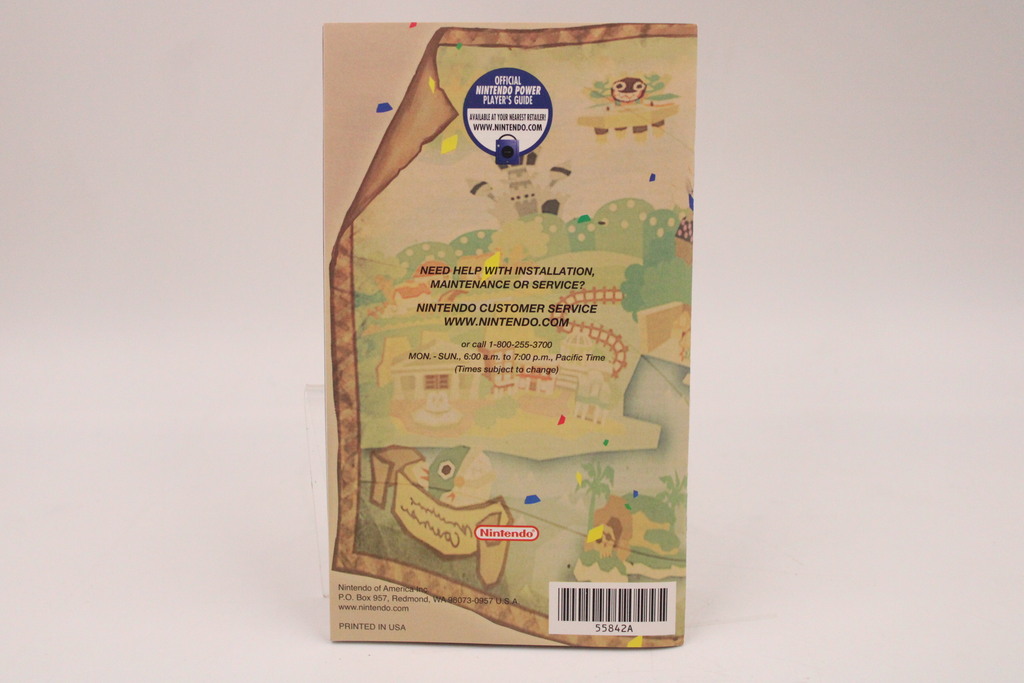 OFFICIAL
NINTENDO POWER
PLAYER'S GUIDE
AVAILABLE AT YOUR NEAREST RETAILER!
WWW.NINTENDO.COM
NEED HELP WITH INSTALLATION,
MAINTENANCE OR SERVICE?
NINTENDO CUSTOMER SERVICE
WWW.NINTENDO.COM
or call 1-800-255-3700
MON. - SUN., 6:00 a.m. to 7:00 p.m., Pacific Time
(Times subject to change)
Nintendo
Nintendo of America Inc.
P.O. Box 957, Redmond, WA 98073-0957 U.S.A.
www.nintendo.com
PRINTED IN USA
55842A